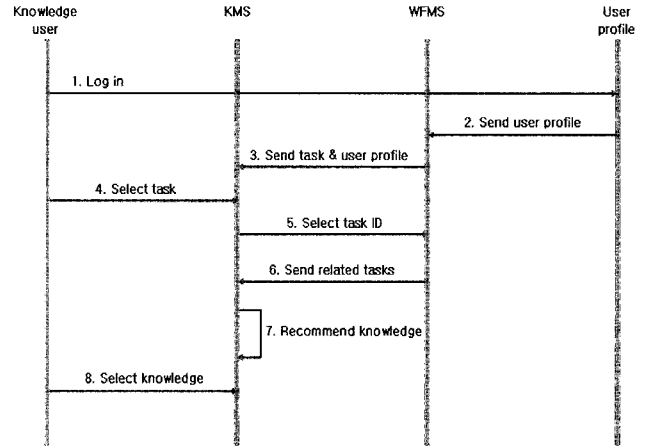 Knowledge
user
KMS
WFMS
User
profile
1. Log in
2. Send user profile
3. Send task & user profile
4. Select task
5. Select task ID
6. Send related tasks
7. Recommend knowledge
8. Select knowledge